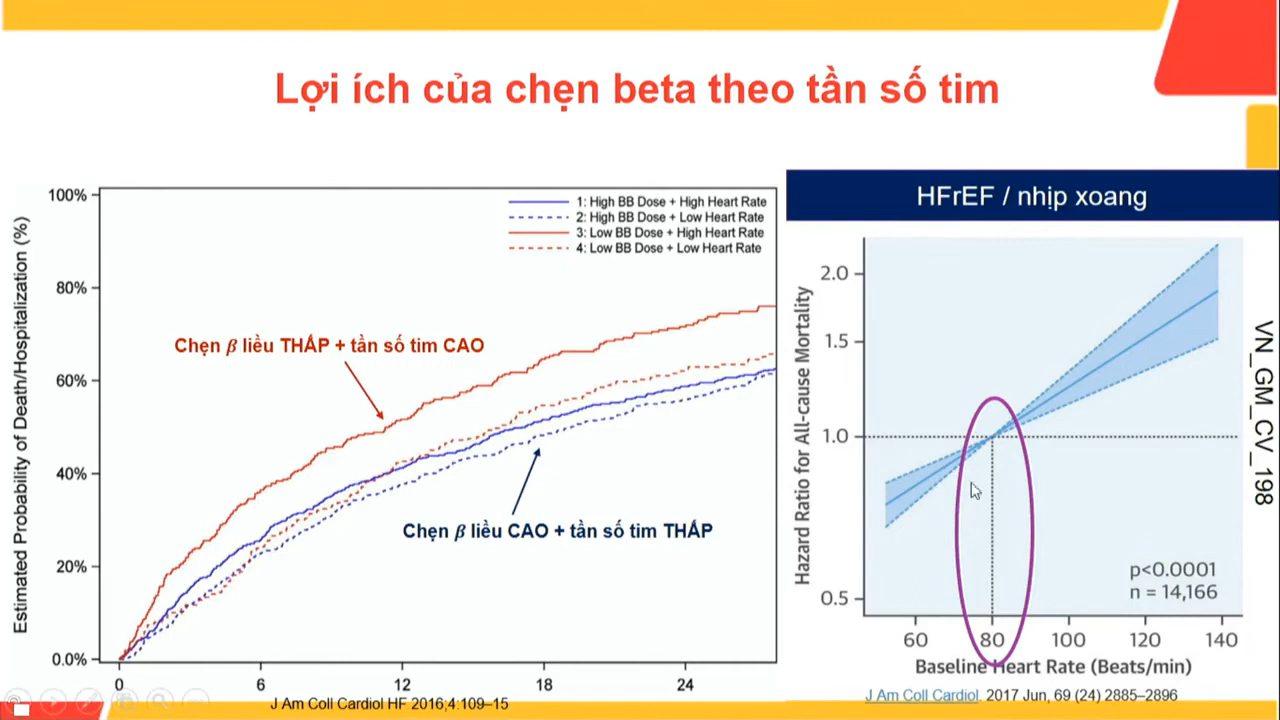 Lợi ích của chẹn beta theo tần số tim
Estimated Probability of Death/Hospitalization (%)
100%
80%
60%
40%
20%
0.0%
1: High BB Dose + High Heart Rate
2: High BB Dose + Low Heart Rate
3: Low BB Dose + High Heart Rate
4: Low BB Dose + Low Heart Rate
Chẹn β liều THẤP + tần số tim CAO
Chẹn β liều CAO + tần số tim THẤP
0 6 12 18 24
J Am Coll Cardiol HF 2016;4:109–15
HFrEF / nhịp xoang
Hazard Ratio for All-cause Mortality
2.0
1.5
1.0
0.5
p<0.0001
n = 14,166
60 80 100 120 140
Baseline Heart Rate (Beats/min)
J Am Coll Cardiol. 2017 Jun, 69 (24) 2885–2896
VN_GM_CV_198